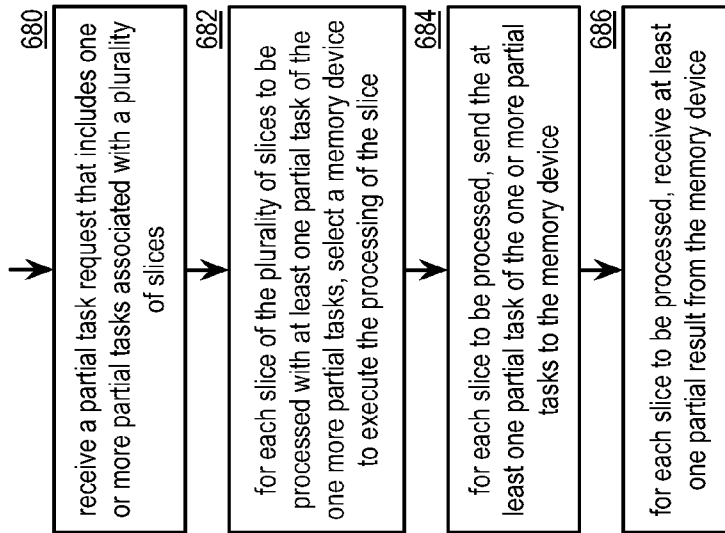 680
receive a partial task request that includes one
or more partial tasks associated with a plurality
of slices
682
for each slice of the plurality of slices to be
processed with at least one partial task of the
one more partial tasks, select a memory device
to execute the processing of the slice
684
for each slice to be processed, send the at
least one partial task of the one or more partial
tasks to the memory device
686
for each slice to be processed, receive at least
one partial result from the memory device